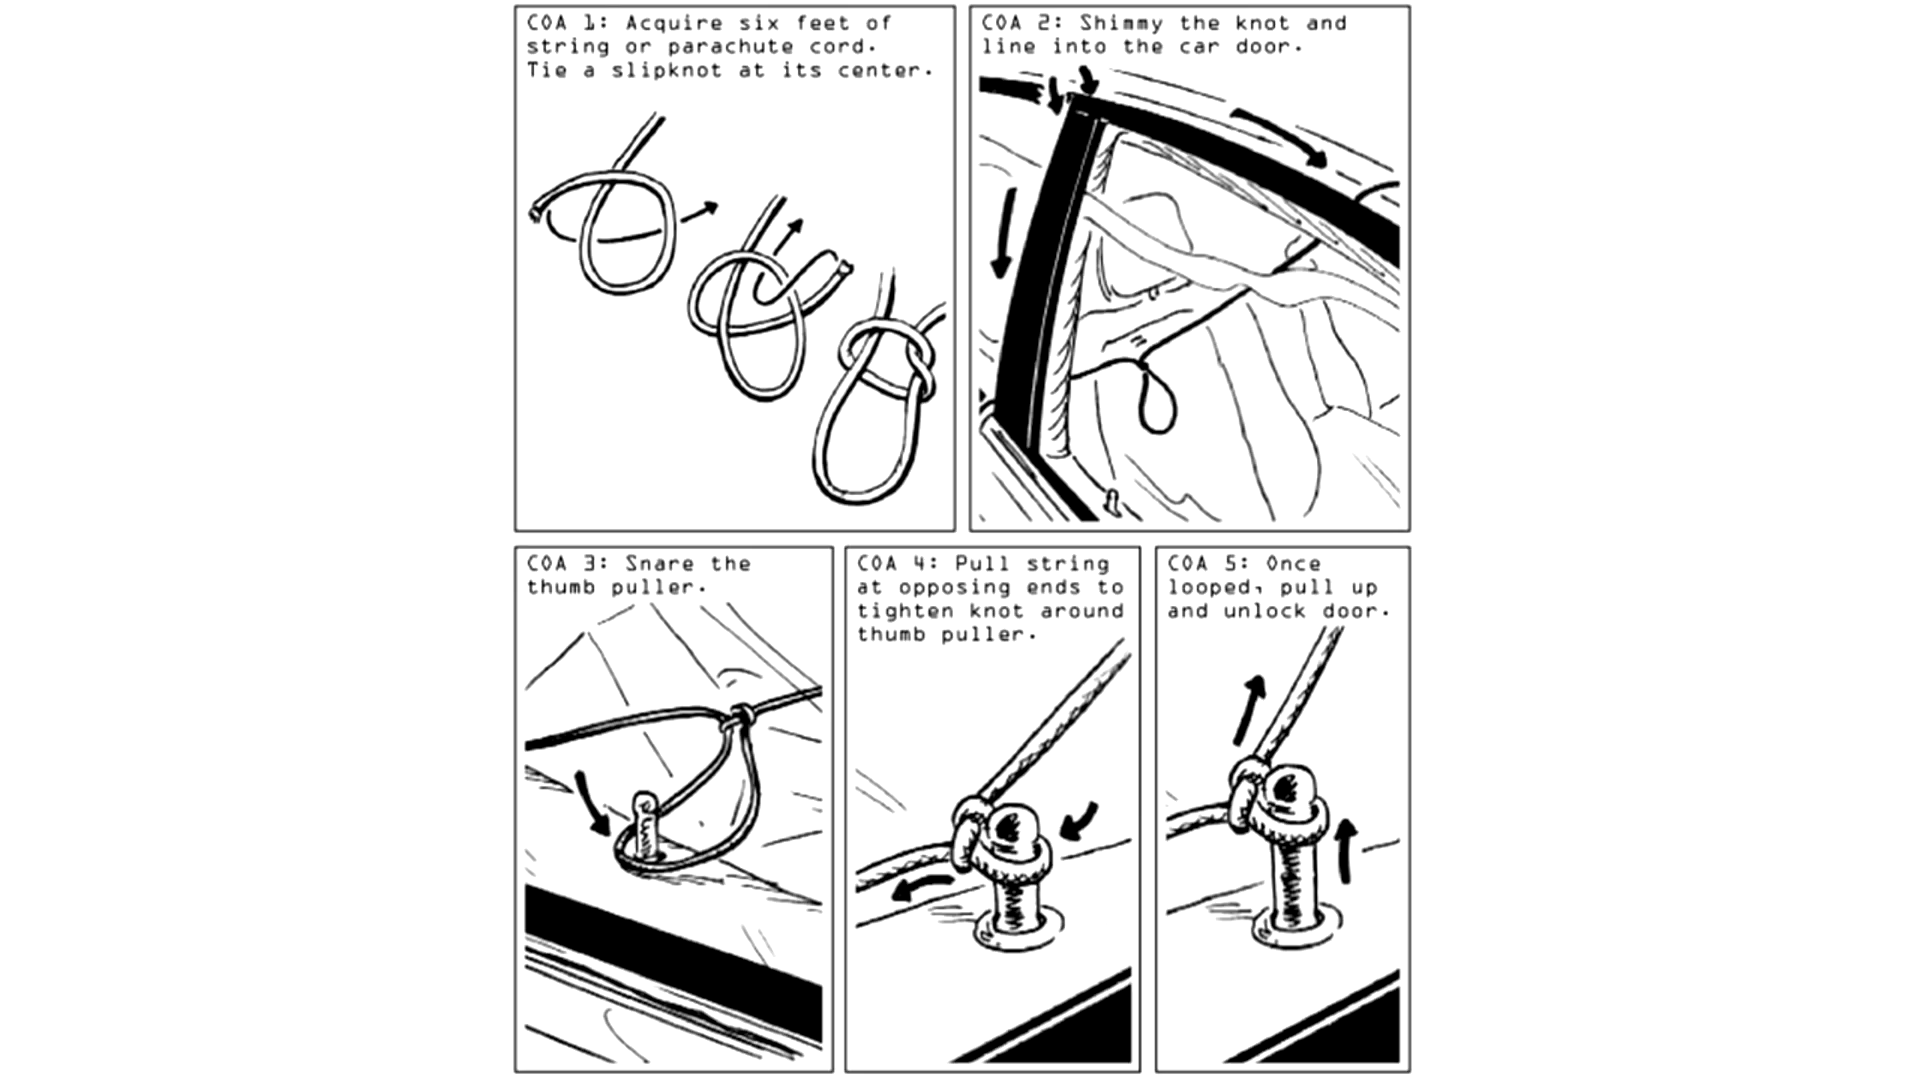 COA 1: Acquire six feet of
string or parachute cord.
Tie a slipknot at its center.
COA 2: Shimmy the knot and
line into the car door.
COA 3: Snare the
thumb puller.
COA 4: Pull string
at opposing ends to
tighten knot around
thumb puller.
COA 5: Once
looped, pull up
and unlock door.